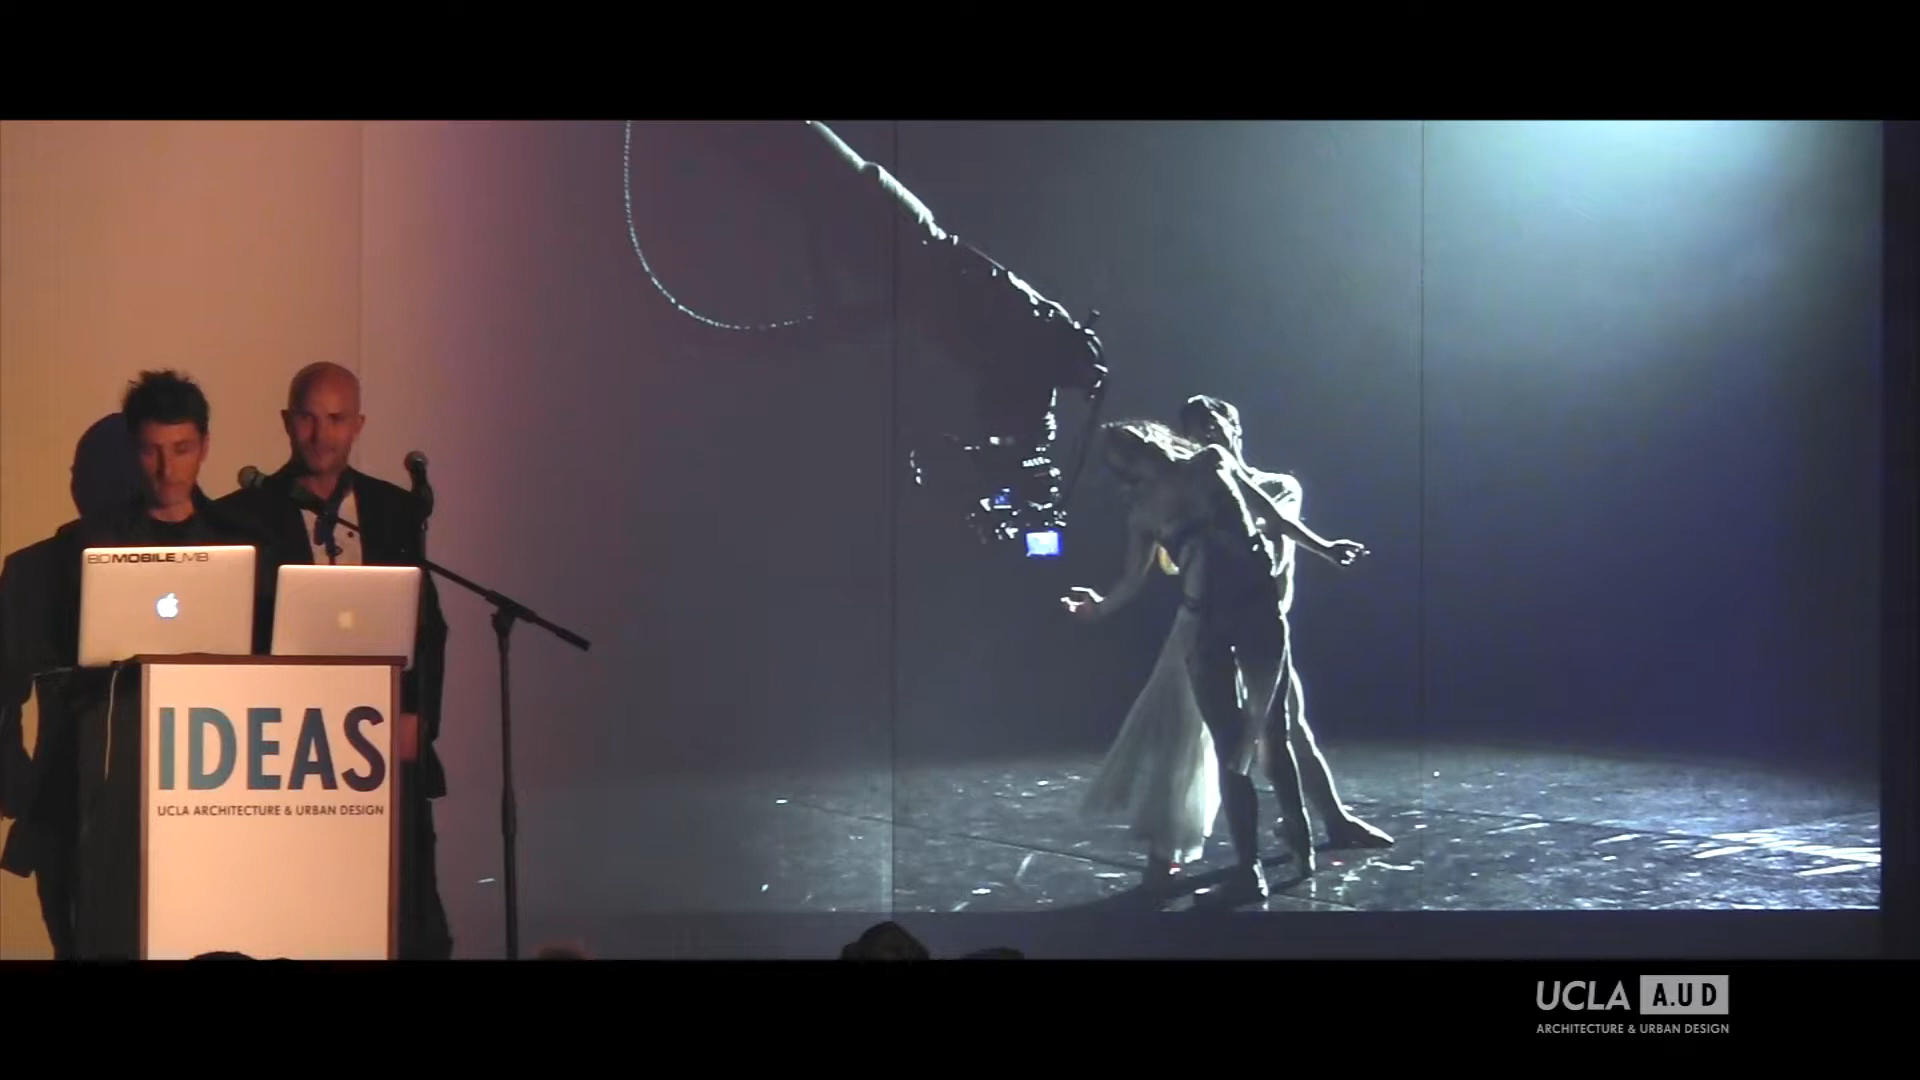 BDMOBILE_MB
IDEAS
UCLA ARCHITECTURE & URBAN DESIGN
UCLA A.UD
ARCHITECTURE & URBAN DESIGN